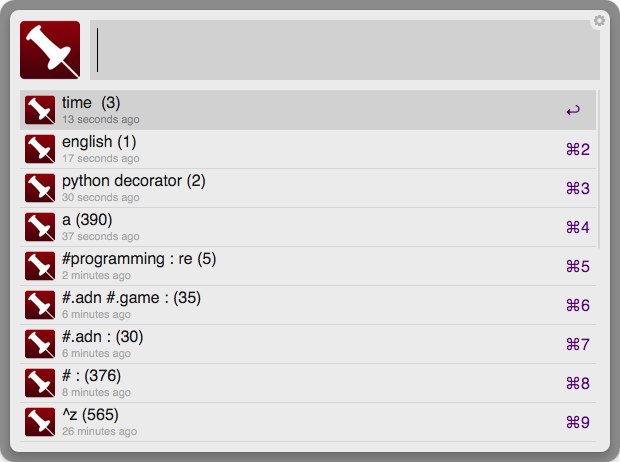 time  (3)
13 seconds ago
english (1)
17 seconds ago
⌘2
python decorator (2)
30 seconds ago
⌘3
a (390)
37 seconds ago
⌘4
#programming : re (5)
2 minutes ago
⌘5
#.adn #.game : (35)
6 minutes ago
⌘6
#.adn : (30)
6 minutes ago
⌘7
# : (376)
8 minutes ago
⌘8
^z (565)
26 minutes ago
⌘9